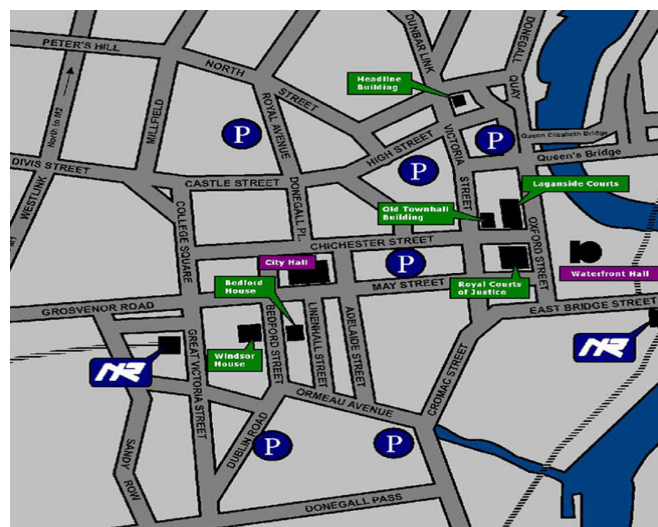 PETER'S HILL
NORTH
STREET
DUNBAR LINK
DONEGALL
QUAY
Headline
Building
North to M2
MILLFIELD
ROYAL AVENUE
P
P
HIGH STREET
VICTORIA
STREET
Queen Elizabeth Bridge
Queen's Bridge
DIVIS STREET
WESTLINK
CASTLE STREET
P
Laganside Courts
COLLEGE SQUARE
DONEGALL PL.
Old Townhall
Building
OXFORD STREET
CHICHESTER STREET
City Hall
P
Waterfront Hall
Bedford
House
MAY STREET
Royal Courts
of Justice
GROSVENOR ROAD
EAST BRIDGE STREET
GREAT VICTORIA STREET
BEDFORD STREET
LINENHALL STREET
ADELAIDE STREET
Windsor
House
CROMAC STREET
ORMEAU AVENUE
SANDY
ROW
DUBLIN ROAD
P
P
DONEGALL PASS